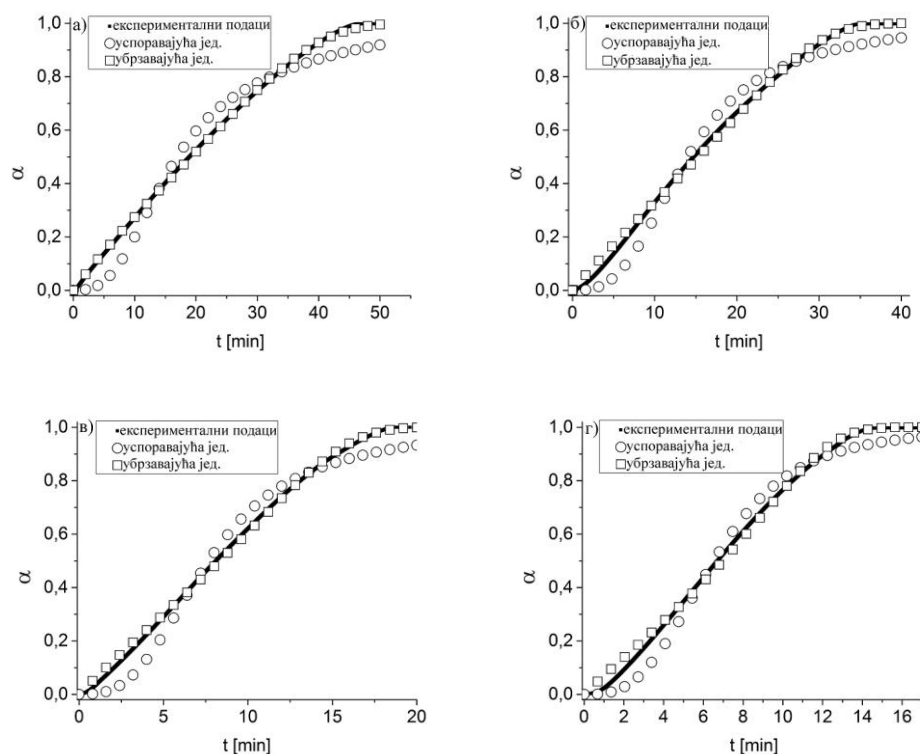 а)
▪експериментални подаци
○успоравајућа јед.
□убрзавајућа јед.
1,0
0,8
0,6
0,4
0,2
0,0
α
0 10 20 30 40 50
t [min]
б)
▪експериментални подаци
○успоравајућа јед.
□убрзавајућа јед.
1,0
0,8
0,6
0,4
0,2
0,0
α
0 10 20 30 40
t [min]
в)
▪експериментални подаци
○успоравајућа јед.
□убрзавајућа јед.
1,0
0,8
0,6
0,4
0,2
0,0
α
0 5 10 15 20
t [min]
г)
▪експериментални подаци
○успоравајућа јед.
□убрзавајућа јед.
1,0
0,8
0,6
0,4
0,2
0,0
α
0 2 4 6 8 10 12 14 16
t [min]